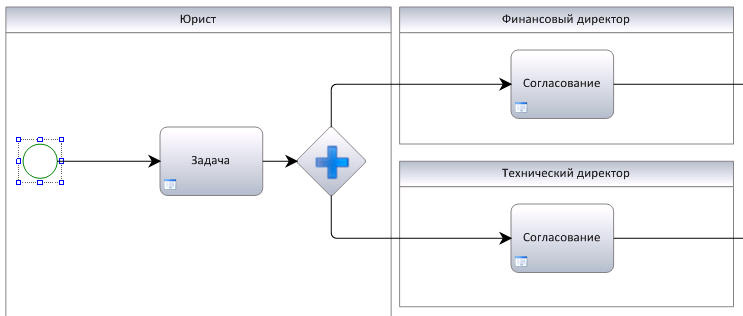 Юрист
Финансовый директор
Согласование
Задача
Технический директор
Согласование